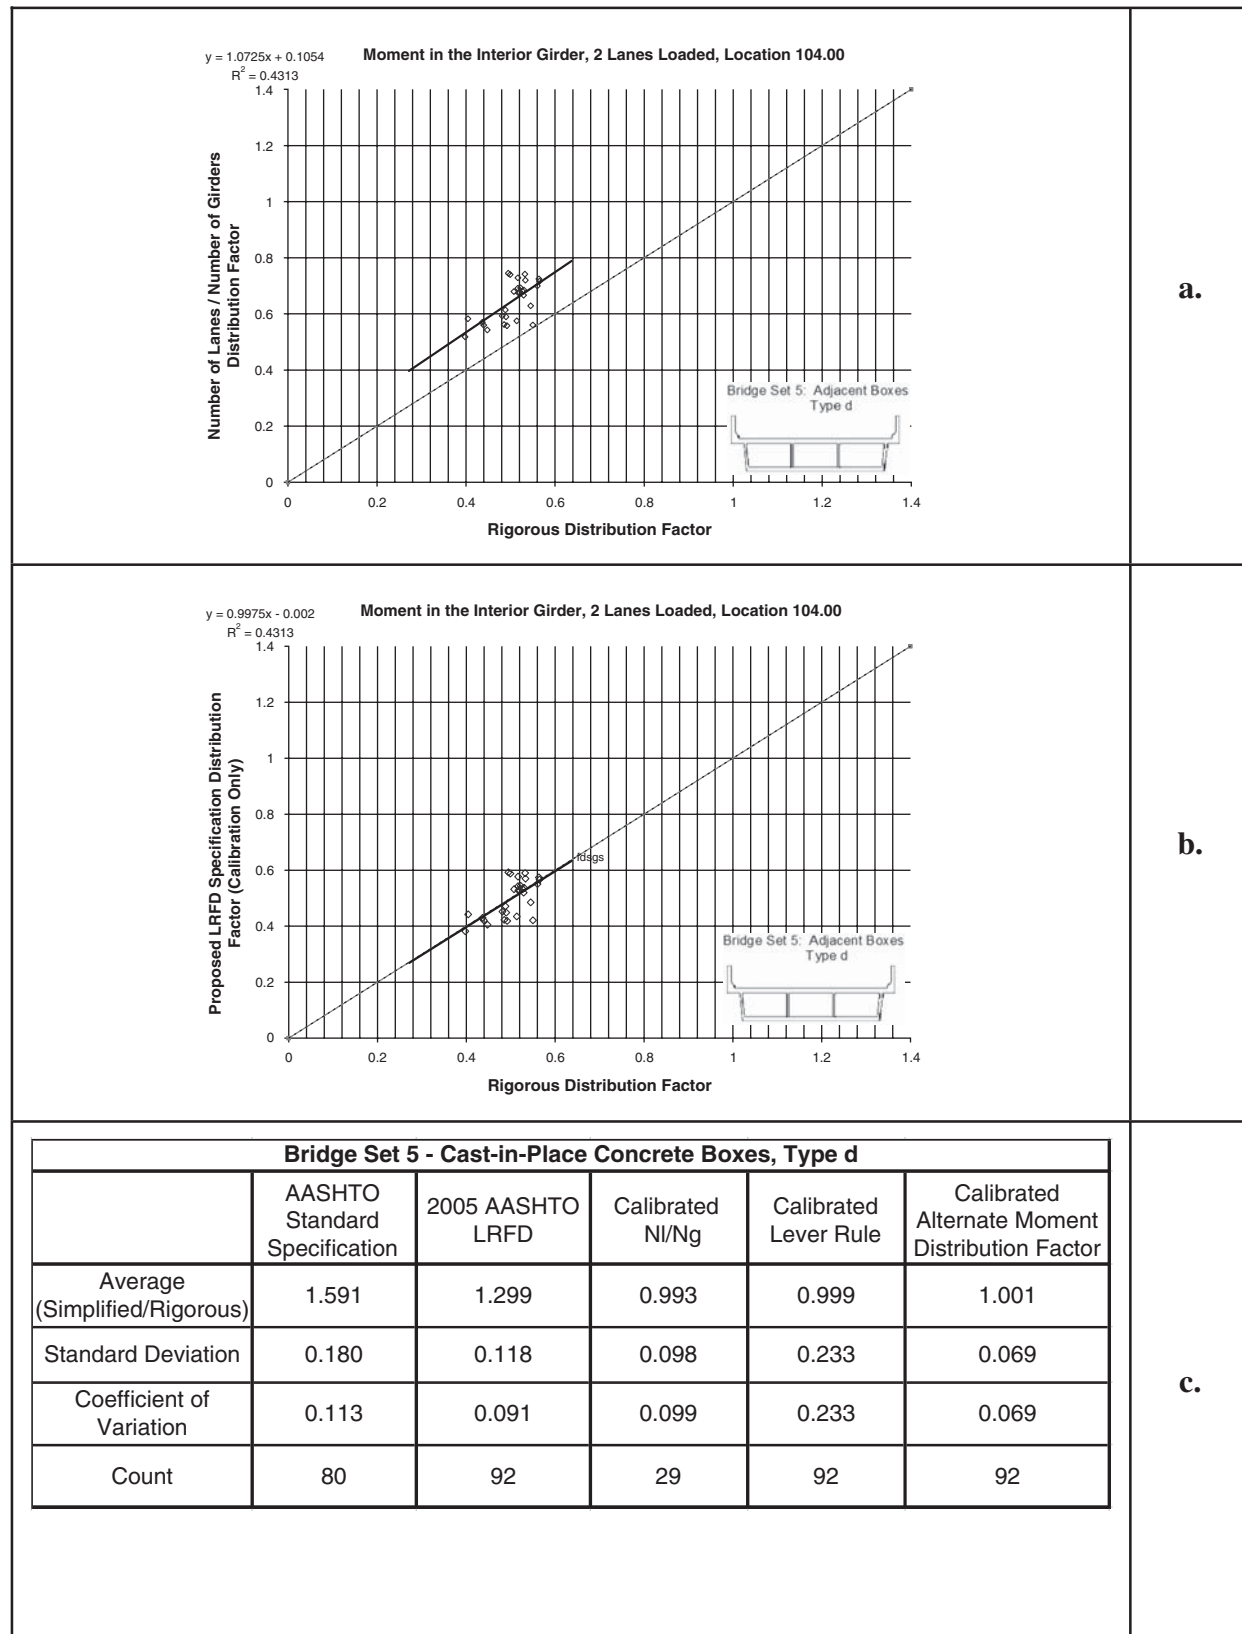 y = 1.0725x + 0.1054
R2 = 0.4313
Moment in the Interior Girder, 2 Lanes Loaded, Location 104.00
Number of Lanes / Number of Girders
Distribution Factor
1.4
1.2
1
0.8
0.6
0.4
0.2
0
0 0.2 0.4 0.6 0.8 1 1.2 1.4
Rigorous Distribution Factor
Bridge Set 5: Adjacent Boxes
Type d
a.
y = 0.9975x - 0.002
R2 = 0.4313
Moment in the Interior Girder, 2 Lanes Loaded, Location 104.00
Proposed LRFD Specification Distribution
Factor (Calibration Only)
1.4
1.2
1
0.8
0.6
0.4
0.2
0
fdsgs
0 0.2 0.4 0.6 0.8 1 1.2 1.4
Rigorous Distribution Factor
Bridge Set 5: Adjacent Boxes
Type d
b.
Bridge Set 5 - Cast-in-Place Concrete Boxes, Type d
AASHTO
Standard
Specification
2005 AASHTO
LRFD
Calibrated
Nl/Ng
Calibrated
Lever Rule
Calibrated
Alternate Moment
Distribution Factor
Average
(Simplified/Rigorous)
1.591 1.299 0.993 0.999 1.001
Standard Deviation 0.180 0.118 0.098 0.233 0.069
Coefficient of
Variation
0.113 0.091 0.099 0.233 0.069
Count 80 92 29 92 92
c.